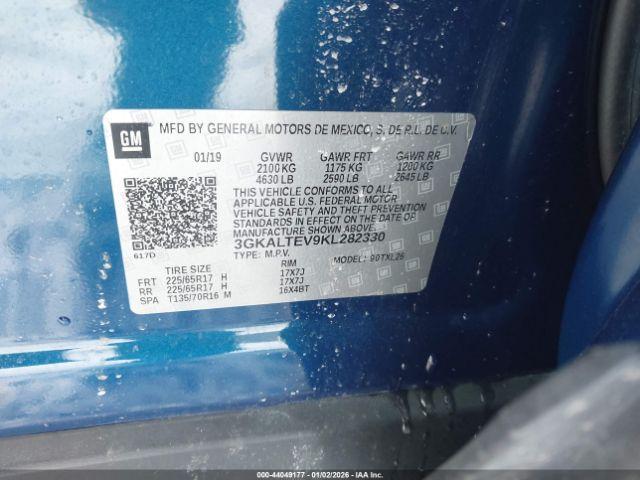 GM
MFD BY GENERAL MOTORS DE MEXICO, S. DE R.L. DE C.V.
01/19 GVWR GAWR FRT GAWR RR
2100 KG 1175 KG 1200 KG
4630 LB 2590 LB 2645 LB
THIS VEHICLE CONFORMS TO ALL
APPLICABLE U.S. FEDERAL MOTOR
VEHICLE SAFETY AND THEFT PREVENTION
STANDARDS IN EFFECT ON THE DATE OF
MANUFACTURE SHOWN ABOVE.
3GKALTEV9KL282330
617D TYPE: M.P.V. MODEL: 90TXL26
TIRE SIZE RIM
FRT 225/65R17 H 17X7J
RR 225/65R17 H 17X7J
SPA T135/70R16 M 16X4BT
000-44049177 - 01/02/2026 - IAA Inc.